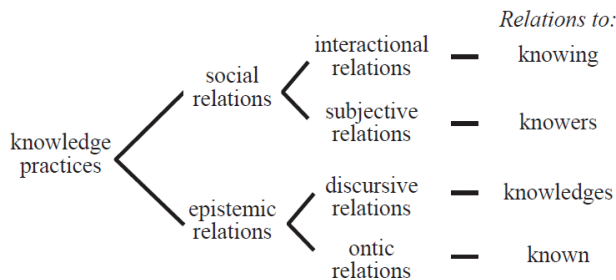 Relations to:
interactional
relations
knowing
social
relations
subjective
relations
knowers
knowledge
practices
discursive
relations
knowledges
epistemic
relations
ontic
relations
known